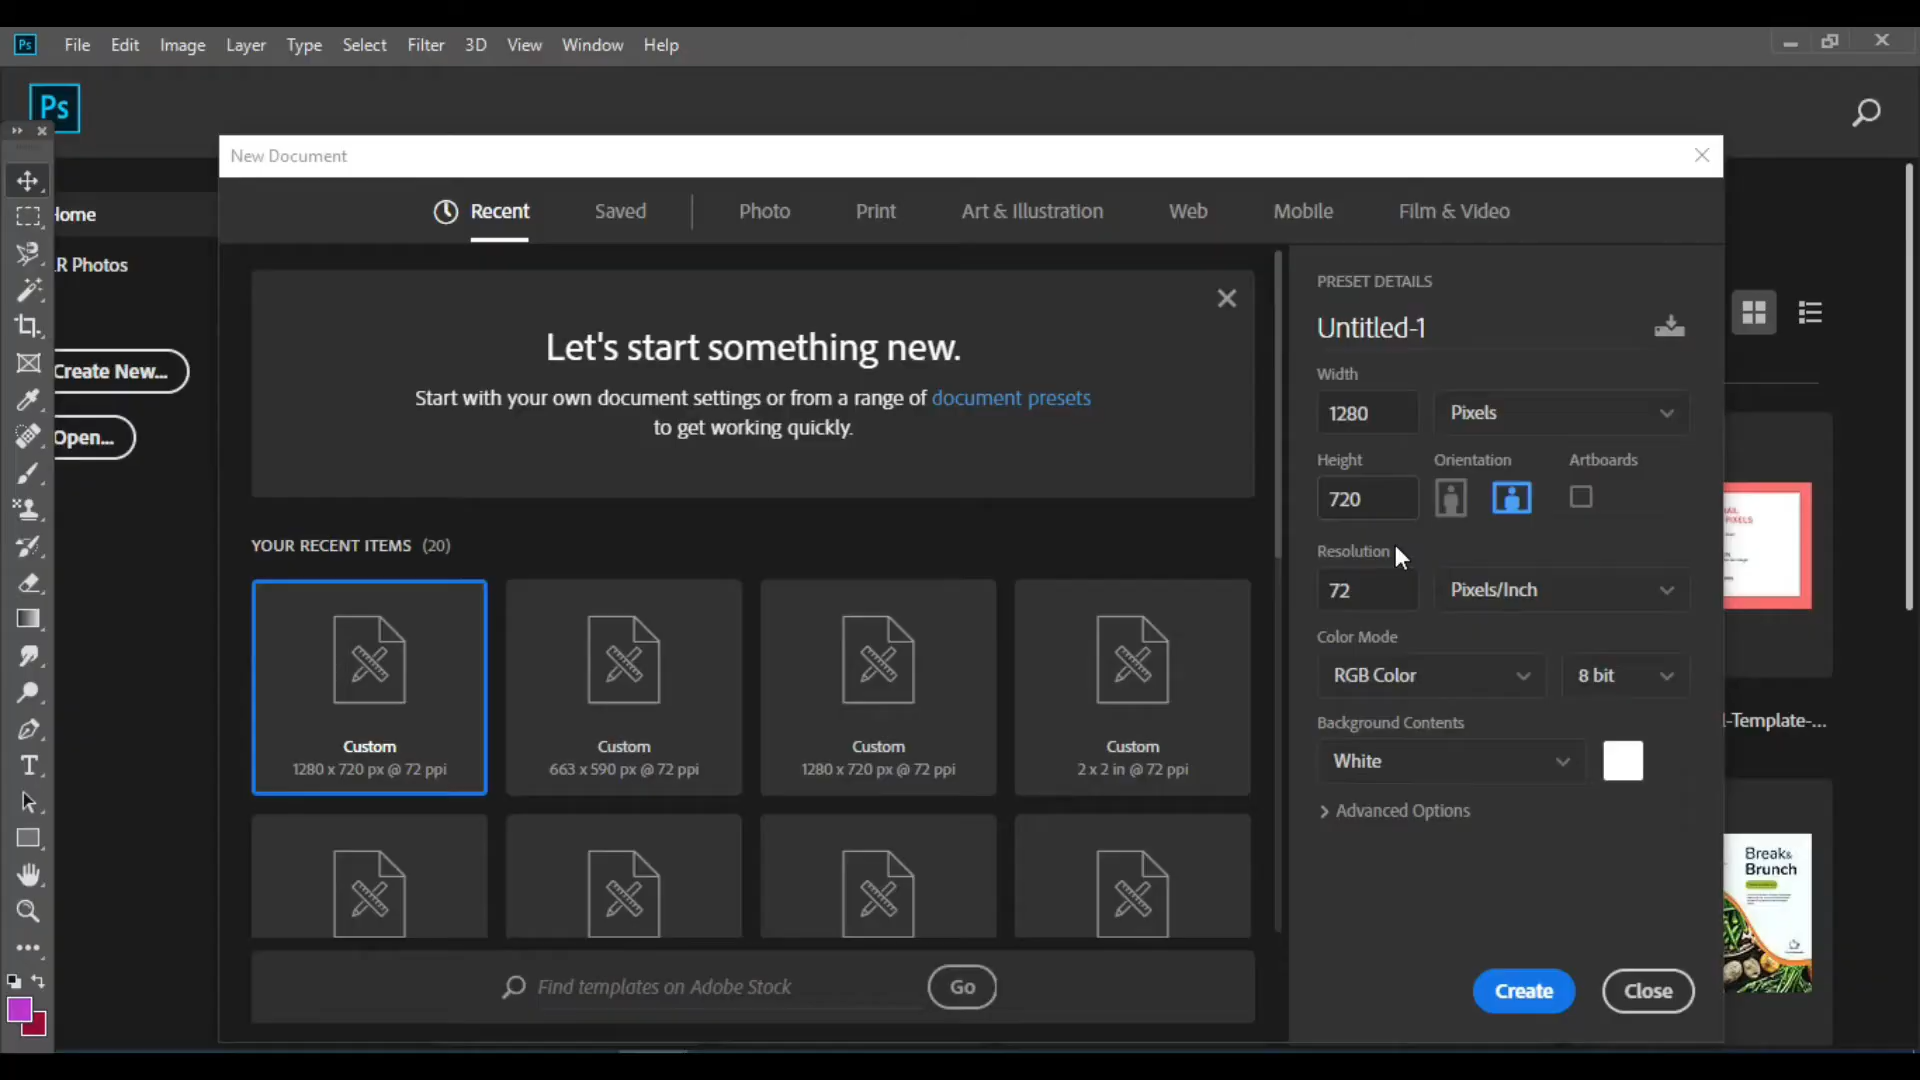 Ps File Edit Image Layer Type Select Filter 3D View Window Help
Ps
New Document
Recent Saved Photo Print Art & Illustration Web Mobile Film & Video
Home
R Photos
Create New...
Open...
Let's start something new.
Start with your own document settings or from a range of document presets
to get working quickly.
YOUR RECENT ITEMS (20)
Custom
1280 x 720 px @ 72 ppi
Custom
663 x 590 px @ 72 ppi
Custom
1280 x 720 px @ 72 ppi
Custom
2 x 2 in @ 72 ppi
Find templates on Adobe Stock
Go
PRESET DETAILS
Untitled-1
Width
1280 Pixels
Height Orientation Artboards
720
Resolution
72 Pixels/Inch
Color Mode
RGB Color 8 bit
Background Contents
White
Advanced Options
Create Close
PIXELS
l-Template-...
Break&
Brunch
T